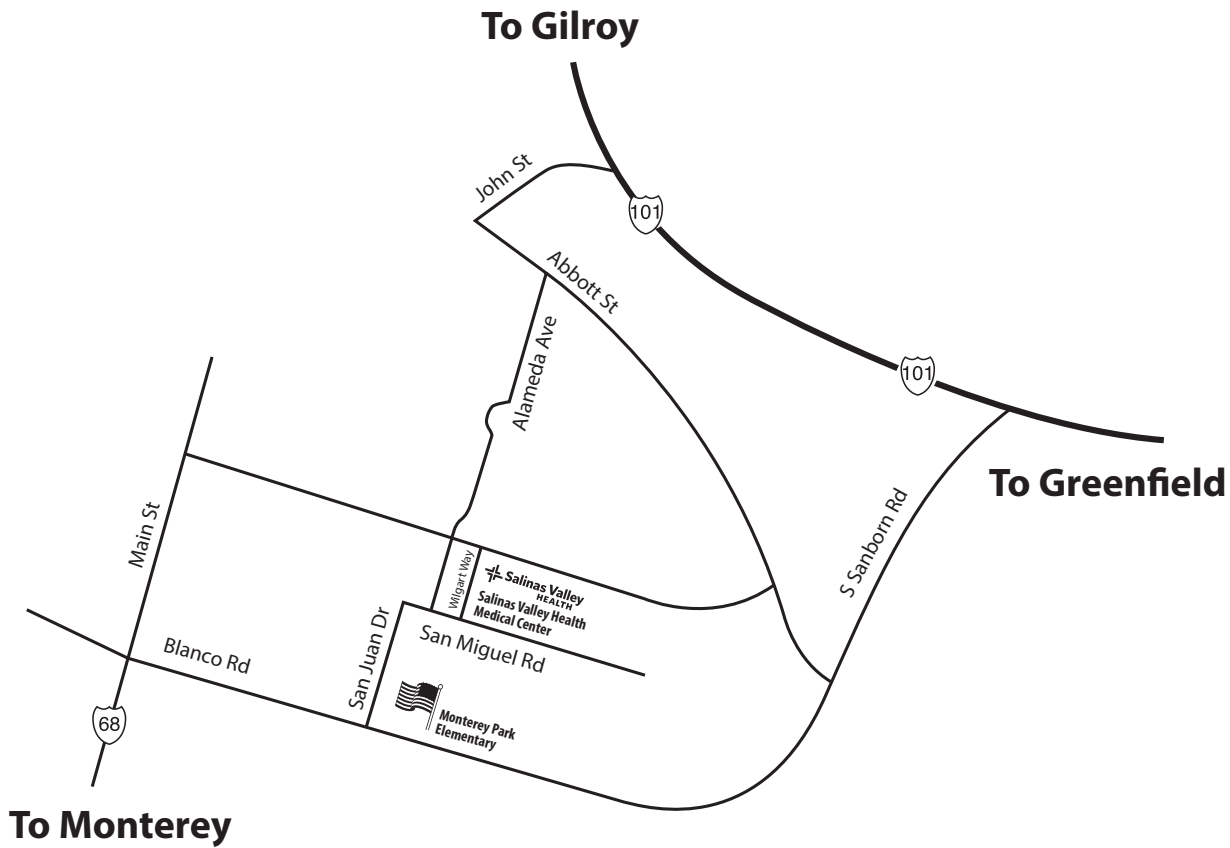 To Gilroy
John St
101
Abbott St
Alameda Ave
101
To Greenfield
S Sanborn Rd
Main St
Wilgart Way
Salinas Valley
HEALTH
Salinas Valley Health
Medical Center
San Miguel Rd
San Juan Dr
Blanco Rd
Monterey Park
Elementary
68
To Monterey